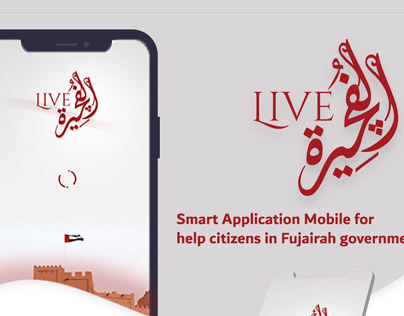 LIVE الفجيرة
LIVE الفجيرة
Smart Application Mobile for
help citizens in Fujairah governme